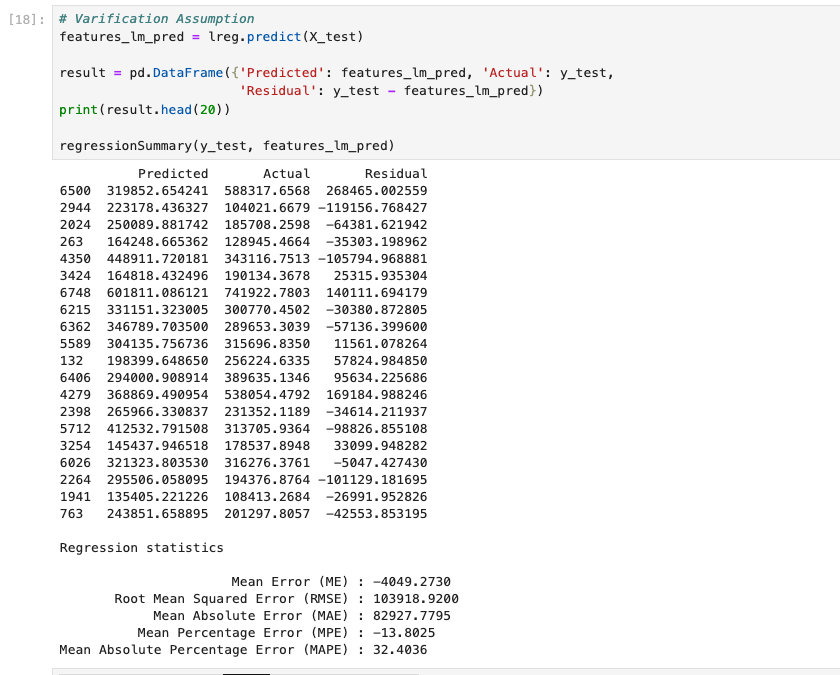 [18]: # Varification Assumption
features_lm_pred = lreg.predict(X_test)
result = pd.DataFrame({'Predicted': features_lm_pred, 'Actual': y_test,
'Residual': y_test - features_lm_pred})
print(result.head(20))
regressionSummary(y_test, features_lm_pred)
Predicted Actual Residual
6500 319852.654241 588317.6568 268465.002559
2944 223178.436327 104021.6679 -119156.768427
2024 250089.881742 185708.2598 -64381.621942
263 164248.665362 128945.4664 -35303.198962
4350 448911.720181 343116.7513 -105794.968881
3424 164818.432496 190134.3678 25315.935304
6748 601811.086121 741922.7803 140111.694179
6215 331151.323005 300770.4502 -30380.872805
6362 346789.703500 289653.3039 -57136.399600
5589 304135.756736 315696.8350 11561.078264
132 198399.648650 256224.6335 57824.984850
6406 294000.908914 389635.1346 95634.225686
4279 368869.490954 538054.4792 169184.988246
2398 265966.330837 231352.1189 -34614.211937
5712 412532.791508 313705.9364 -98826.855108
3254 145437.946518 178537.8948 33099.948282
6026 321323.803530 316276.3761 -5047.427430
2264 295506.058095 194376.8764 -101129.181695
1941 135405.221226 108413.2684 -26991.952826
763 243851.658895 201297.8057 -42553.853195
Regression statistics
Mean Error (ME) : -4049.2730
Root Mean Squared Error (RMSE) : 103918.9200
Mean Absolute Error (MAE) : 82927.7795
Mean Percentage Error (MPE) : -13.8025
Mean Absolute Percentage Error (MAPE) : 32.4036